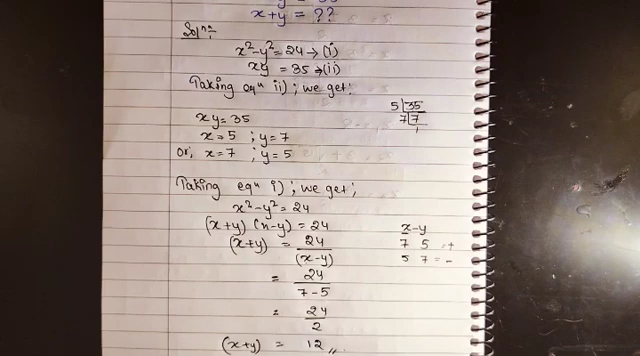 x+y = ??
Solⁿ:
x²-y² = 24 → (i)
xy = 35 → (ii)
Taking eqⁿ ii) ; we get;
5 | 35
7 | 7
1
xy = 35
x = 5 ; y = 7
or, x = 7 ; y = 5
Taking eqⁿ i) ; we get;
x²-y² = 24
(x+y) (x-y) = 24
(x+y) = 24
(x-y)
x-y
7 5 = +
5 7 = -
= 24
7-5
= 24
2
(x+y) = 12 //